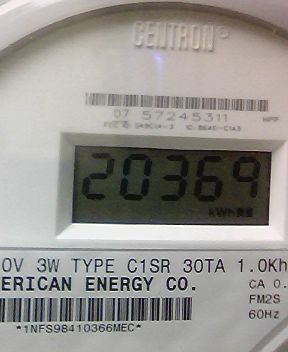 CENTRON®
07 57245311
20369
kWh
0V 3W TYPE C1SR 30TA 1.0Kh
ERICAN ENERGY CO.
CA 0.
FM2S
60Hz
*1NFS98410366MEC*